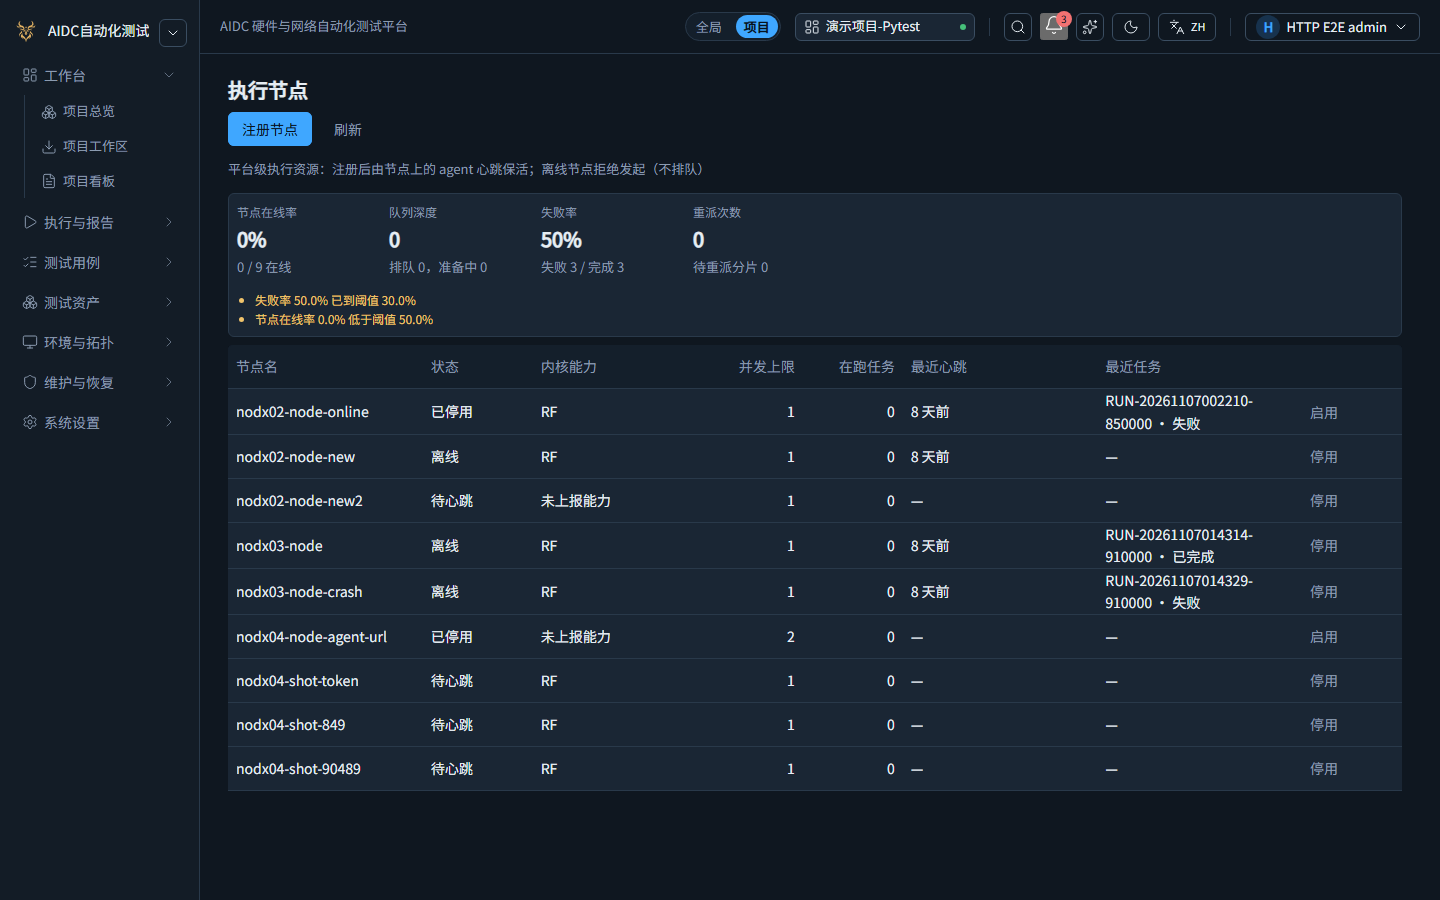 AIDC自动化测试
AIDC 硬件与网络自动化测试平台
全局
项目
演示项目-Pytest
3
ZH
H
HTTP E2E admin
工作台
项目总览
项目工作区
项目看板
执行与报告
测试用例
测试资产
环境与拓扑
维护与恢复
系统设置
执行节点
注册节点
刷新
平台级执行资源：注册后由节点上的 agent 心跳保活；离线节点拒绝发起（不排队）
节点在线率 队列深度 失败率 重派次数
0% 0 50% 0
0 / 9 在线 排队 0，准备中 0 失败 3 / 完成 3 待重派分片 0
失败率 50.0% 已到阈值 30.0%
节点在线率 0.0% 低于阈值 50.0%
节点名 状态 内核能力 并发上限 在跑任务 最近心跳 最近任务
nodx02-node-online 已停用 RF 1 0 8 天前 RUN-20261107002210-
850000 • 失败 启用
nodx02-node-new 离线 RF 1 0 8 天前 — 停用
nodx02-node-new2 待心跳 未上报能力 1 0 — — 停用
nodx03-node 离线 RF 1 0 8 天前 RUN-20261107014314-
910000 • 已完成 停用
nodx03-node-crash 离线 RF 1 0 8 天前 RUN-20261107014329-
910000 • 失败 停用
nodx04-node-agent-url 已停用 未上报能力 2 0 — — 启用
nodx04-shot-token 待心跳 RF 1 0 — — 停用
nodx04-shot-849 待心跳 RF 1 0 — — 停用
nodx04-shot-90489 待心跳 RF 1 0 — — 停用